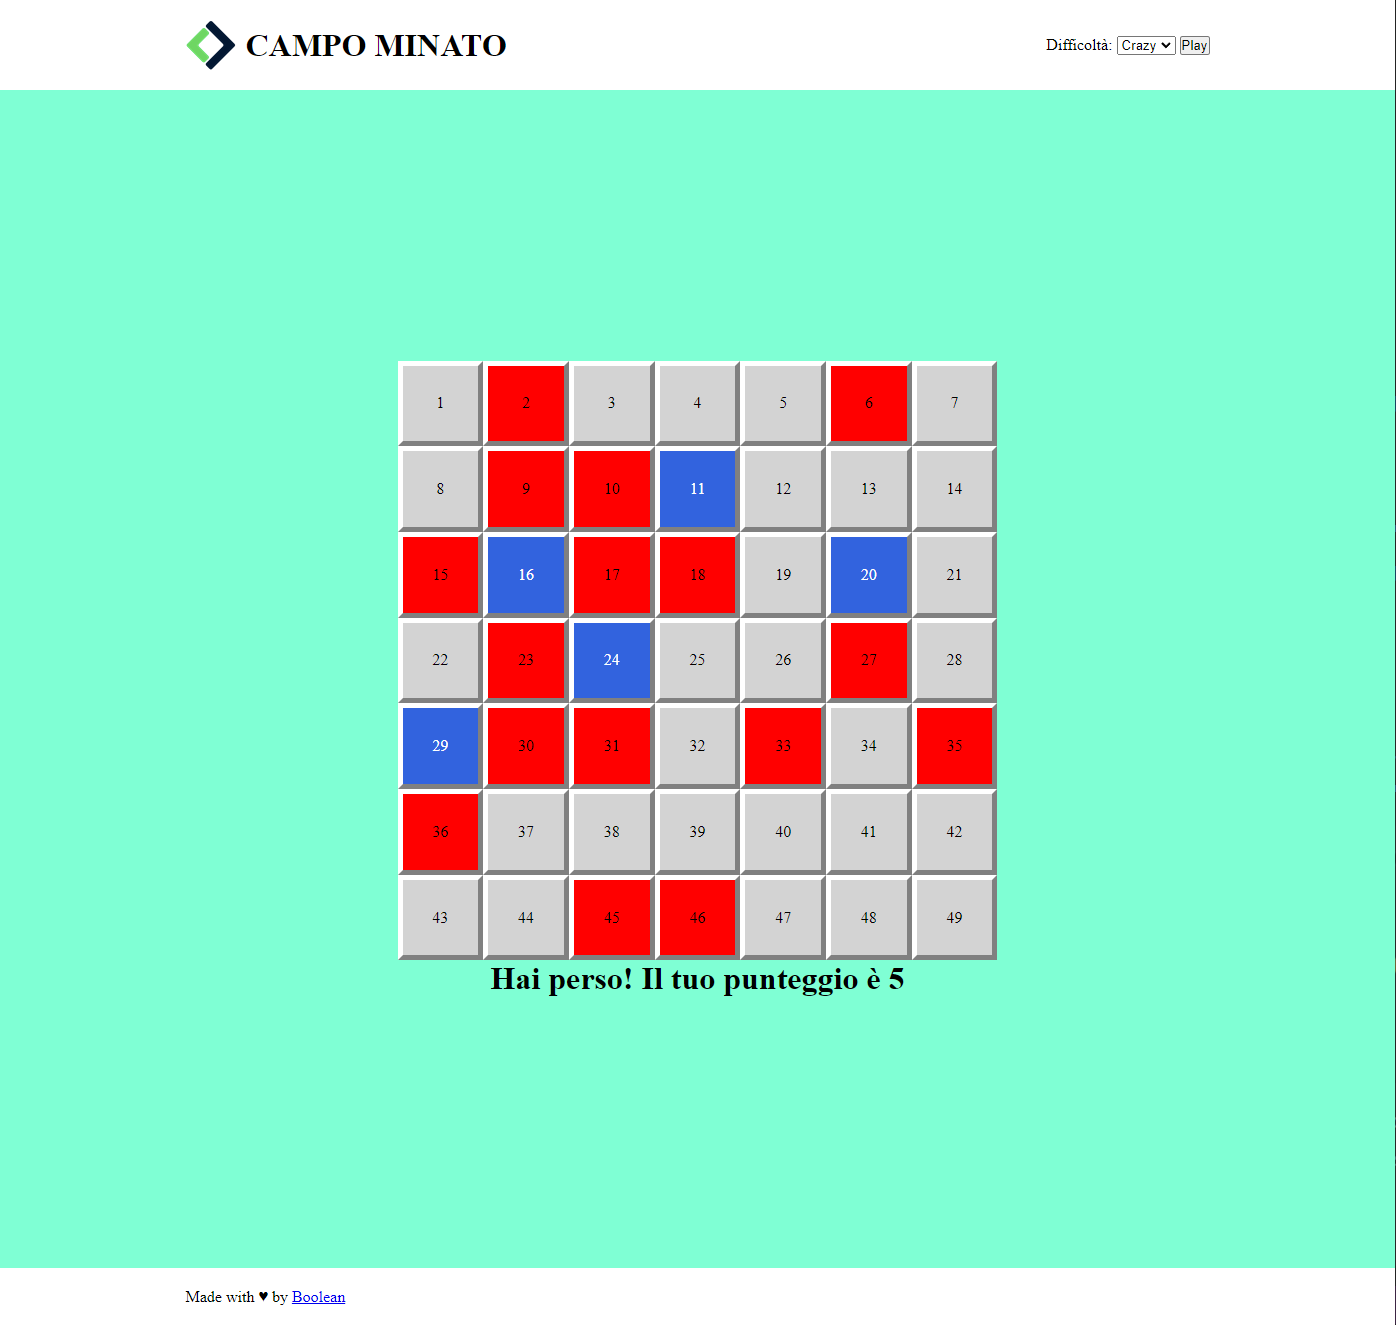 CAMPO MINATO
Difficoltà: Crazy Play
1 2 3 4 5 6 7
8 9 10 11 12 13 14
15 16 17 18 19 20 21
22 23 24 25 26 27 28
29 30 31 32 33 34 35
36 37 38 39 40 41 42
43 44 45 46 47 48 49
Hai perso! Il tuo punteggio è 5
Made with ♥ by Boolean